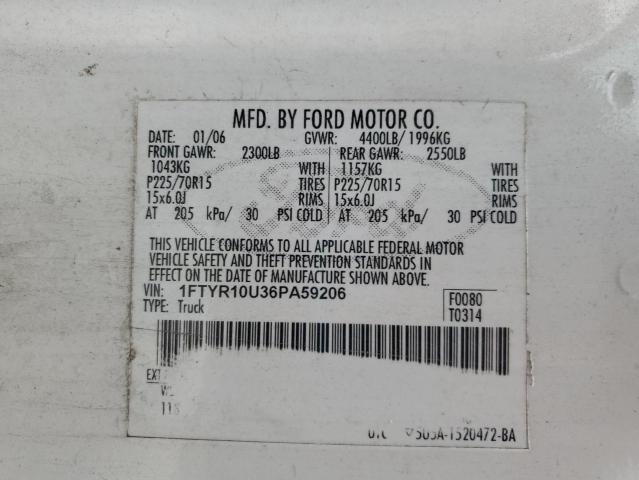 MFD. BY FORD MOTOR CO.
DATE: 01/06 GVWR: 4400LB/ 1996KG
FRONT GAWR: 2300LB REAR GAWR: 2550LB
1043KG WITH 1157KG WITH
P225/70R15 TIRES P225/70R15 TIRES
15x6.0J RIMS 15x6.0J RIMS
AT 205 kPa/ 30 PSI COLD AT 205 kPa/ 30 PSI COLD
THIS VEHICLE CONFORMS TO ALL APPLICABLE FEDERAL MOTOR
VEHICLE SAFETY AND THEFT PREVENTION STANDARDS IN
EFFECT ON THE DATE OF MANUFACTURE SHOWN ABOVE.
VIN: 1FTYR10U36PA59206 F0080
TYPE: Truck T0314
EXT